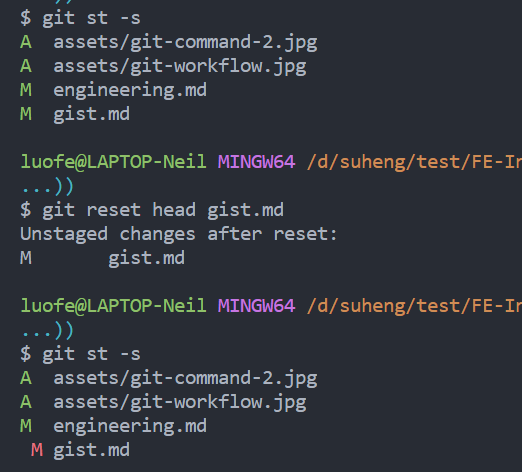 $ git st -s
A  assets/git-command-2.jpg
A  assets/git-workflow.jpg
M  engineering.md
M  gist.md
luofe@LAPTOP-Neil MINGW64 /d/suheng/test/FE-In
...))
$ git reset head gist.md
Unstaged changes after reset:
M       gist.md
luofe@LAPTOP-Neil MINGW64 /d/suheng/test/FE-In
...))
$ git st -s
A  assets/git-command-2.jpg
A  assets/git-workflow.jpg
M  engineering.md
 M gist.md